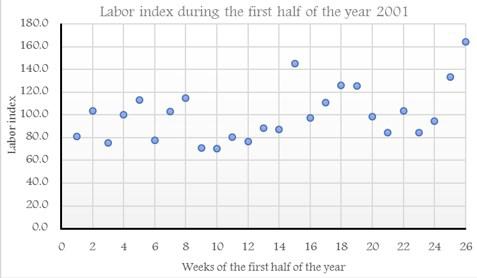 Labor index during the first half of the year 2001
180.0
160.0
140.0
120.0
100.0
80.0
60.0
40.0
20.0
0.0
Labor index
0 2 4 6 8 10 12 14 16 18 20 22 24 26
Weeks of the first half of the year